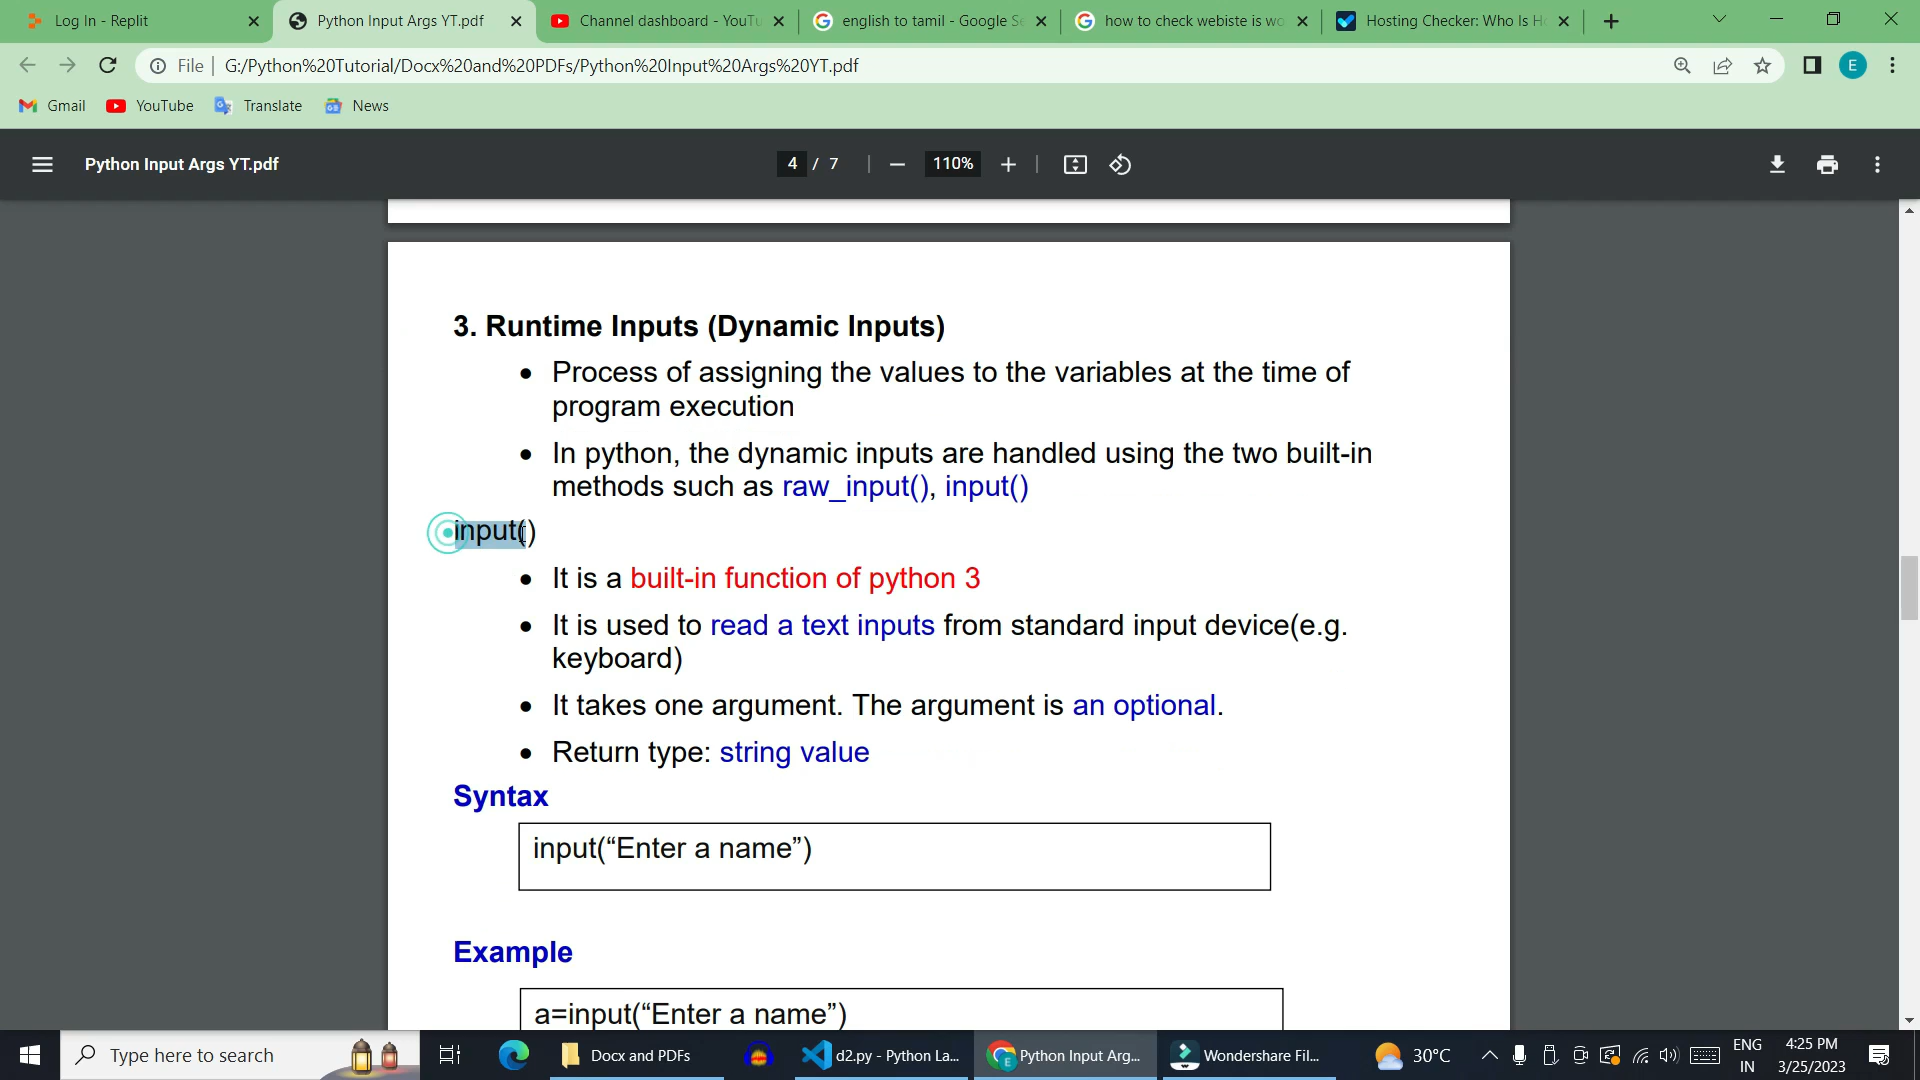 Log In - Replit
Python Input Args YT.pdf
Channel dashboard - YouTu
english to tamil - Google Se
how to check webiste is wo
Hosting Checker: Who Is Ho
File
G:/Python%20Tutorial/Docx%20and%20PDFs/Python%20Input%20Args%20YT.pdf
E
Gmail
YouTube
Translate
News
Python Input Args YT.pdf
4 / 7
110%
3. Runtime Inputs (Dynamic Inputs)
• Process of assigning the values to the variables at the time of
program execution
• In python, the dynamic inputs are handled using the two built-in
methods such as raw_input(), input()
input()
• It is a built-in function of python 3
• It is used to read a text inputs from standard input device(e.g.
keyboard)
• It takes one argument. The argument is an optional.
• Return type: string value
Syntax
input(“Enter a name”)
Example
a=input(“Enter a name”)
Type here to search
Docx and PDFs
d2.py - Python La...
Python Input Arg...
Wondershare Fil...
30°C
ENG
IN
4:25 PM
3/25/2023